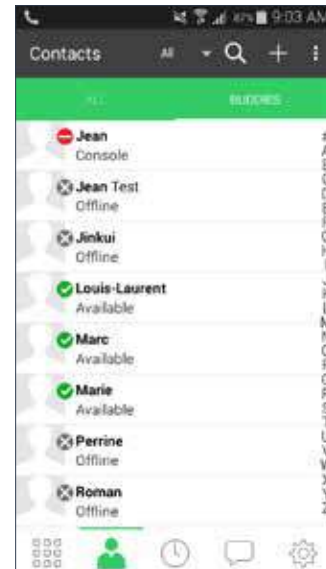 9:03 AM
Contacts
All
ALL
BUDDIES
Jean
Console
Jean Test
Offline
Jinkui
Offline
Louis-Laurent
Available
Marc
Available
Marie
Available
Perrine
Offline
Roman
Offline